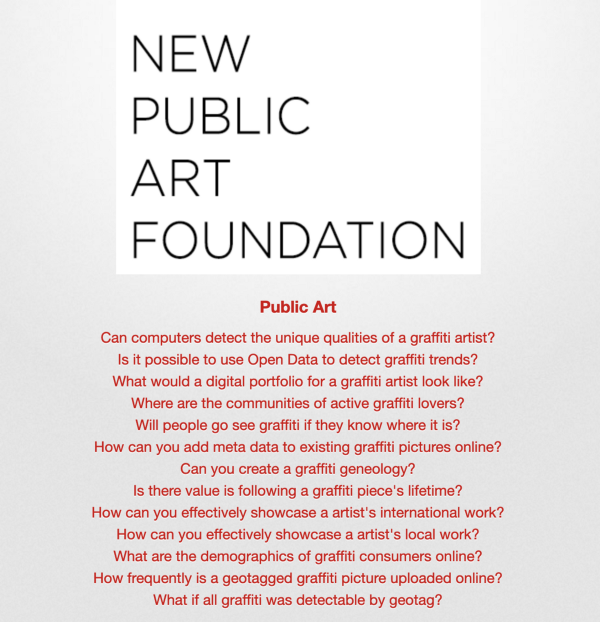 NEW
PUBLIC
ART
FOUNDATION
Public Art
Can computers detect the unique qualities of a graffiti artist?
Is it possible to use Open Data to detect graffiti trends?
What would a digital portfolio for a graffiti artist look like?
Where are the communities of active graffiti lovers?
Will people go see graffiti if they know where it is?
How can you add meta data to existing graffiti pictures online?
Can you create a graffiti geneology?
Is there value is following a graffiti piece's lifetime?
How can you effectively showcase a artist's international work?
How can you effectively showcase a artist's local work?
What are the demographics of graffiti consumers online?
How frequently is a geotagged graffiti picture uploaded online?
What if all graffiti was detectable by geotag?